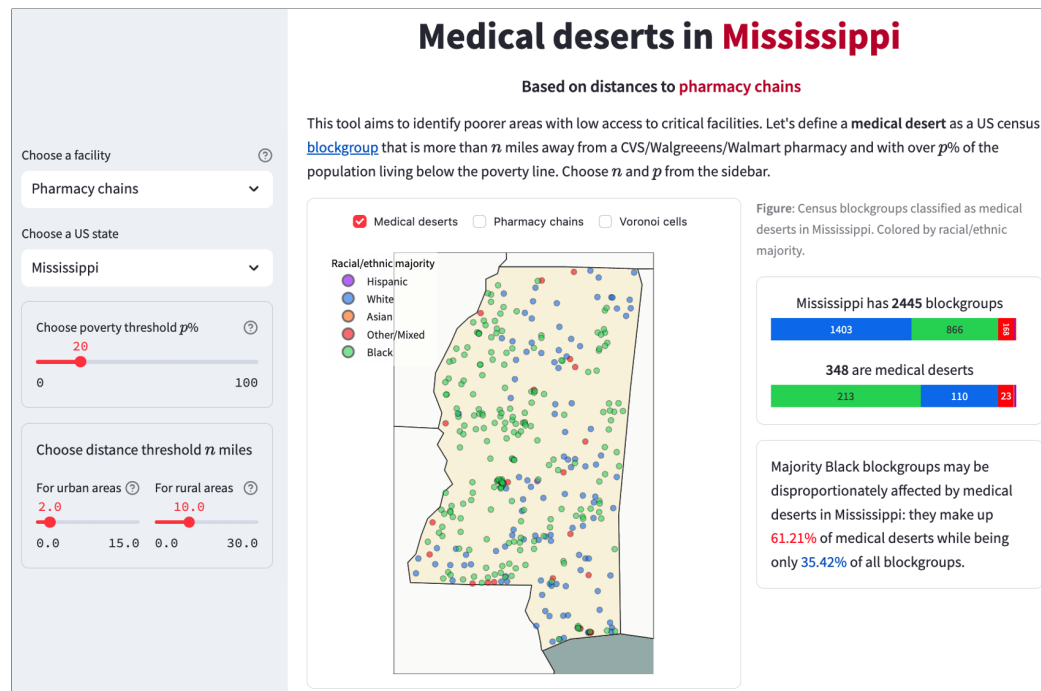 Medical deserts in Mississippi
Based on distances to pharmacy chains
This tool aims to identify poorer areas with low access to critical facilities. Let's define a medical desert as a US census
blockgroup that is more than n miles away from a CVS/Walgreeens/Walmart pharmacy and with over p% of the
population living below the poverty line. Choose n and p from the sidebar.
Choose a facility
Pharmacy chains
Choose a US state
Mississippi
Choose poverty threshold p%
20
0 100
Choose distance threshold n miles
For urban areas For rural areas
2.0 10.0
0.0 15.0 0.0 30.0
Medical deserts Pharmacy chains Voronoi cells
Racial/ethnic majority
Hispanic
White
Asian
Other/Mixed
Black
Figure: Census blockgroups classified as medical
deserts in Mississippi. Colored by racial/ethnic
majority.
Mississippi has 2445 blockgroups
1403 866 168
348 are medical deserts
213 110 23
Majority Black blockgroups may be
disproportionately affected by medical
deserts in Mississippi: they make up
61.21% of medical deserts while being
only 35.42% of all blockgroups.